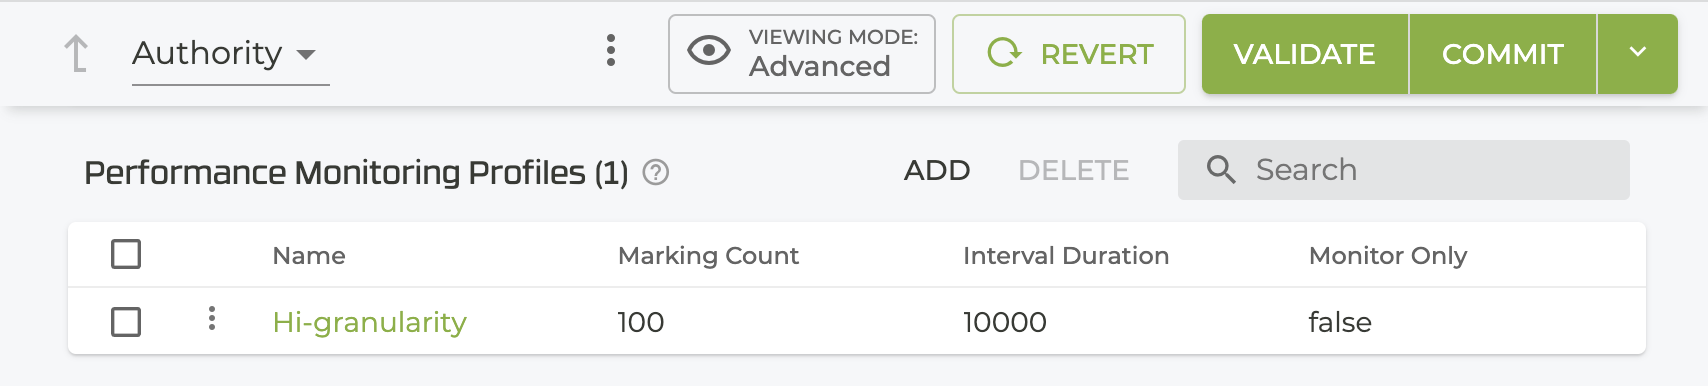 Authority
VIEWING MODE:
Advanced
REVERT
VALIDATE
COMMIT
Performance Monitoring Profiles (1) ?
ADD
DELETE
Search
Name Marking Count Interval Duration Monitor Only
Hi-granularity 100 10000 false